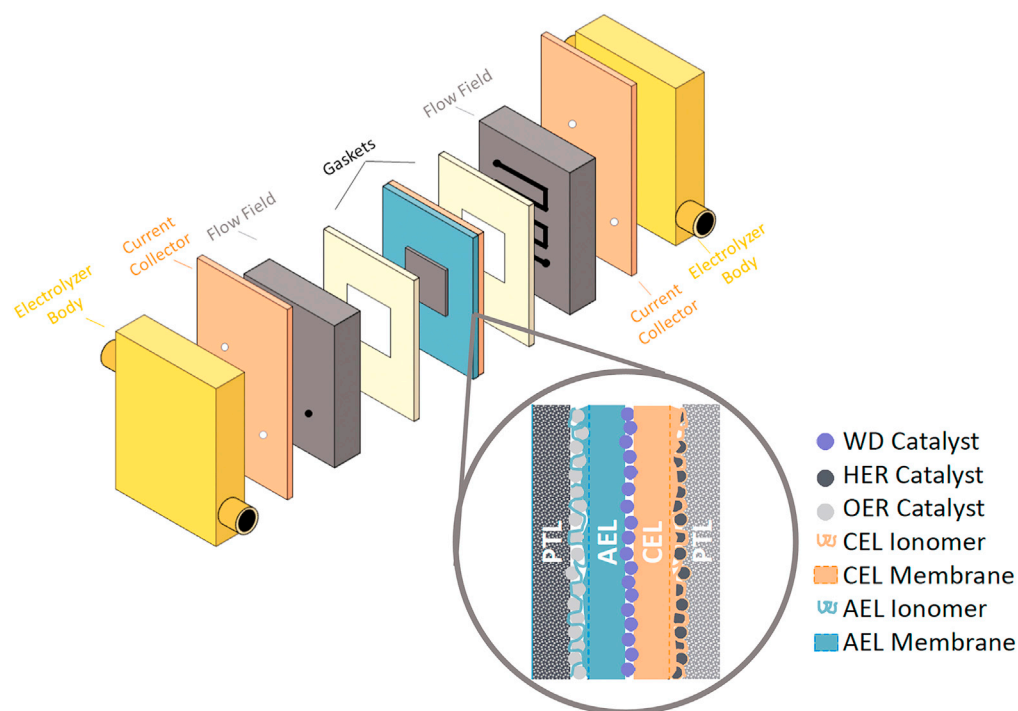 Flow Field
Gaskets
Flow Field
Current
Collector
Electrolyzer
Body
Electrolyzer
Body
Current
Collector
PTL
AEL
CEL
PTL
WD Catalyst
HER Catalyst
OER Catalyst
CEL Ionomer
CEL Membrane
AEL Ionomer
AEL Membrane